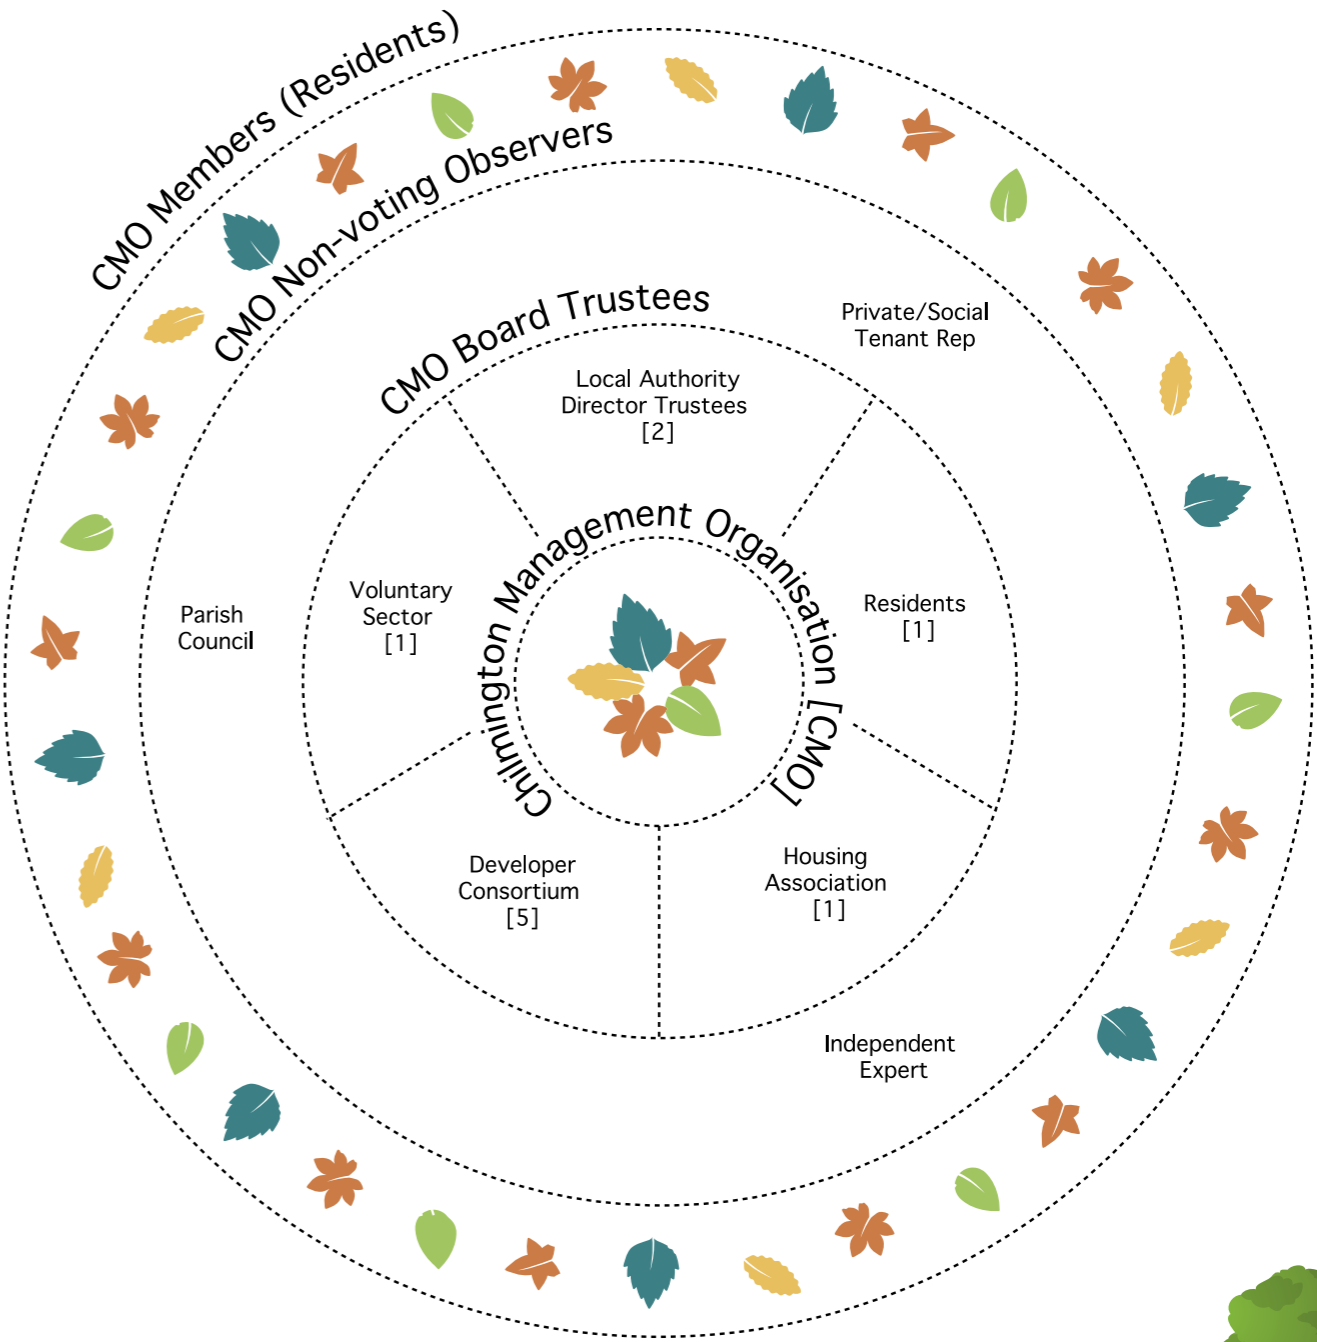 CMO Members (Residents)
CMO Non-voting Observers
CMO Board Trustees
Private/Social
Tenant Rep
Local Authority
Director Trustees
[2]
Chilmington Management Organisation [CMO]
Voluntary
Sector
[1]
Residents
[1]
Parish
Council
Developer
Consortium
[5]
Housing
Association
[1]
Independent
Expert